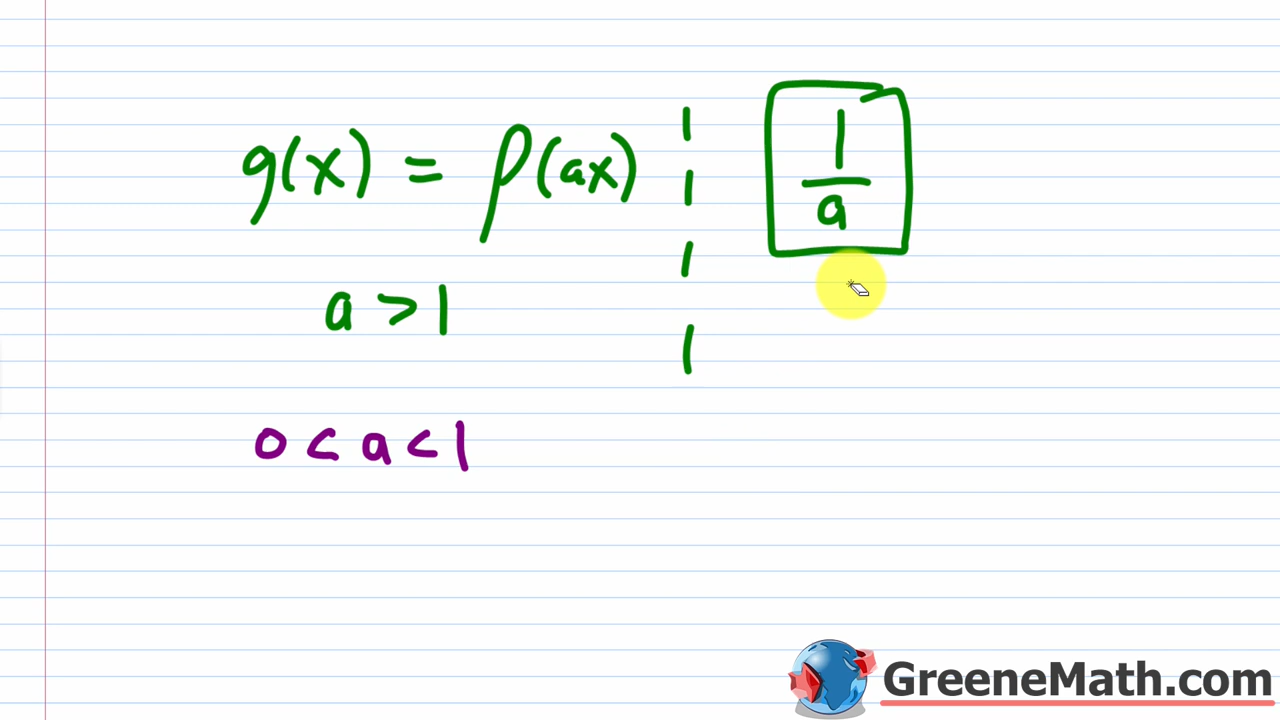 g(x) = f(ax)
1/a
a > 1
0 < a < 1
GreeneMath.com